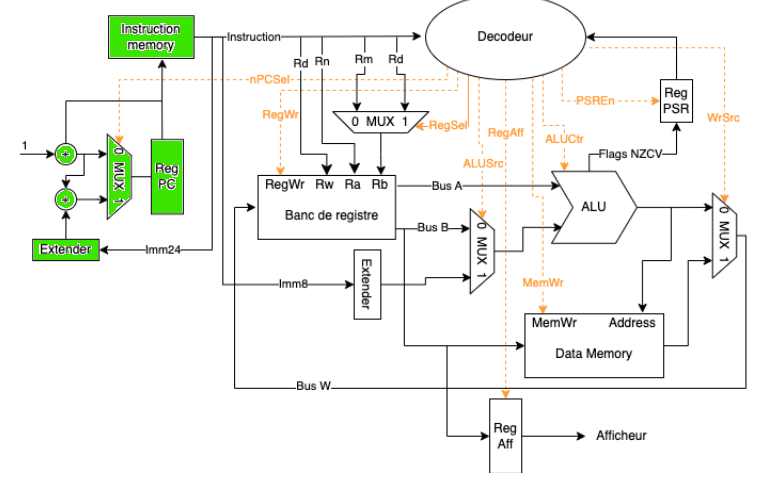 Instruction
memory
Instruction
Decodeur
Rd
Rn
Rm
Rd
nPCSel
PSREn
Reg
PSR
RegWr
0 MUX 1
RegSel
RegAff
WrSrc
1
+
0 MUX 1
Reg
PC
ALUSrc
ALUCtr
Flags NZCV
+
RegWr
Rw
Ra
Rb
Banc de registre
Bus A
Bus B
0 MUX 1
ALU
0 MUX 1
Extender
Imm24
Imm8
Extender
MemWr
MemWr
Address
Data Memory
Bus W
Reg
Aff
Afficheur